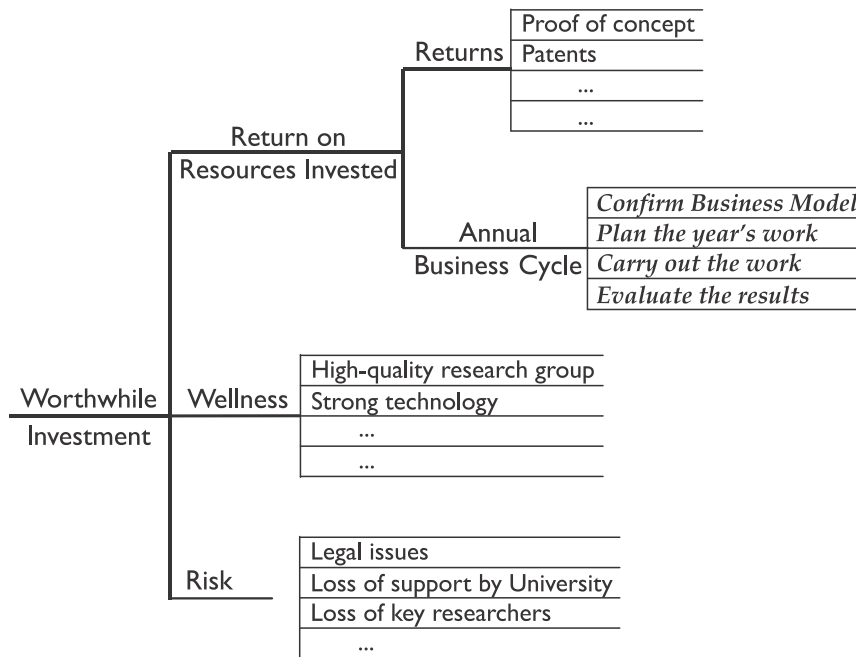 Proof of concept
Returns
Patents
...
...
Return on
Resources Invested
Confirm Business Model
Annual
Plan the year's work
Business Cycle
Carry out the work
Evaluate the results
High-quality research group
Worthwhile
Wellness
Strong technology
Investment
...
...
Legal issues
Risk
Loss of support by University
Loss of key researchers
...